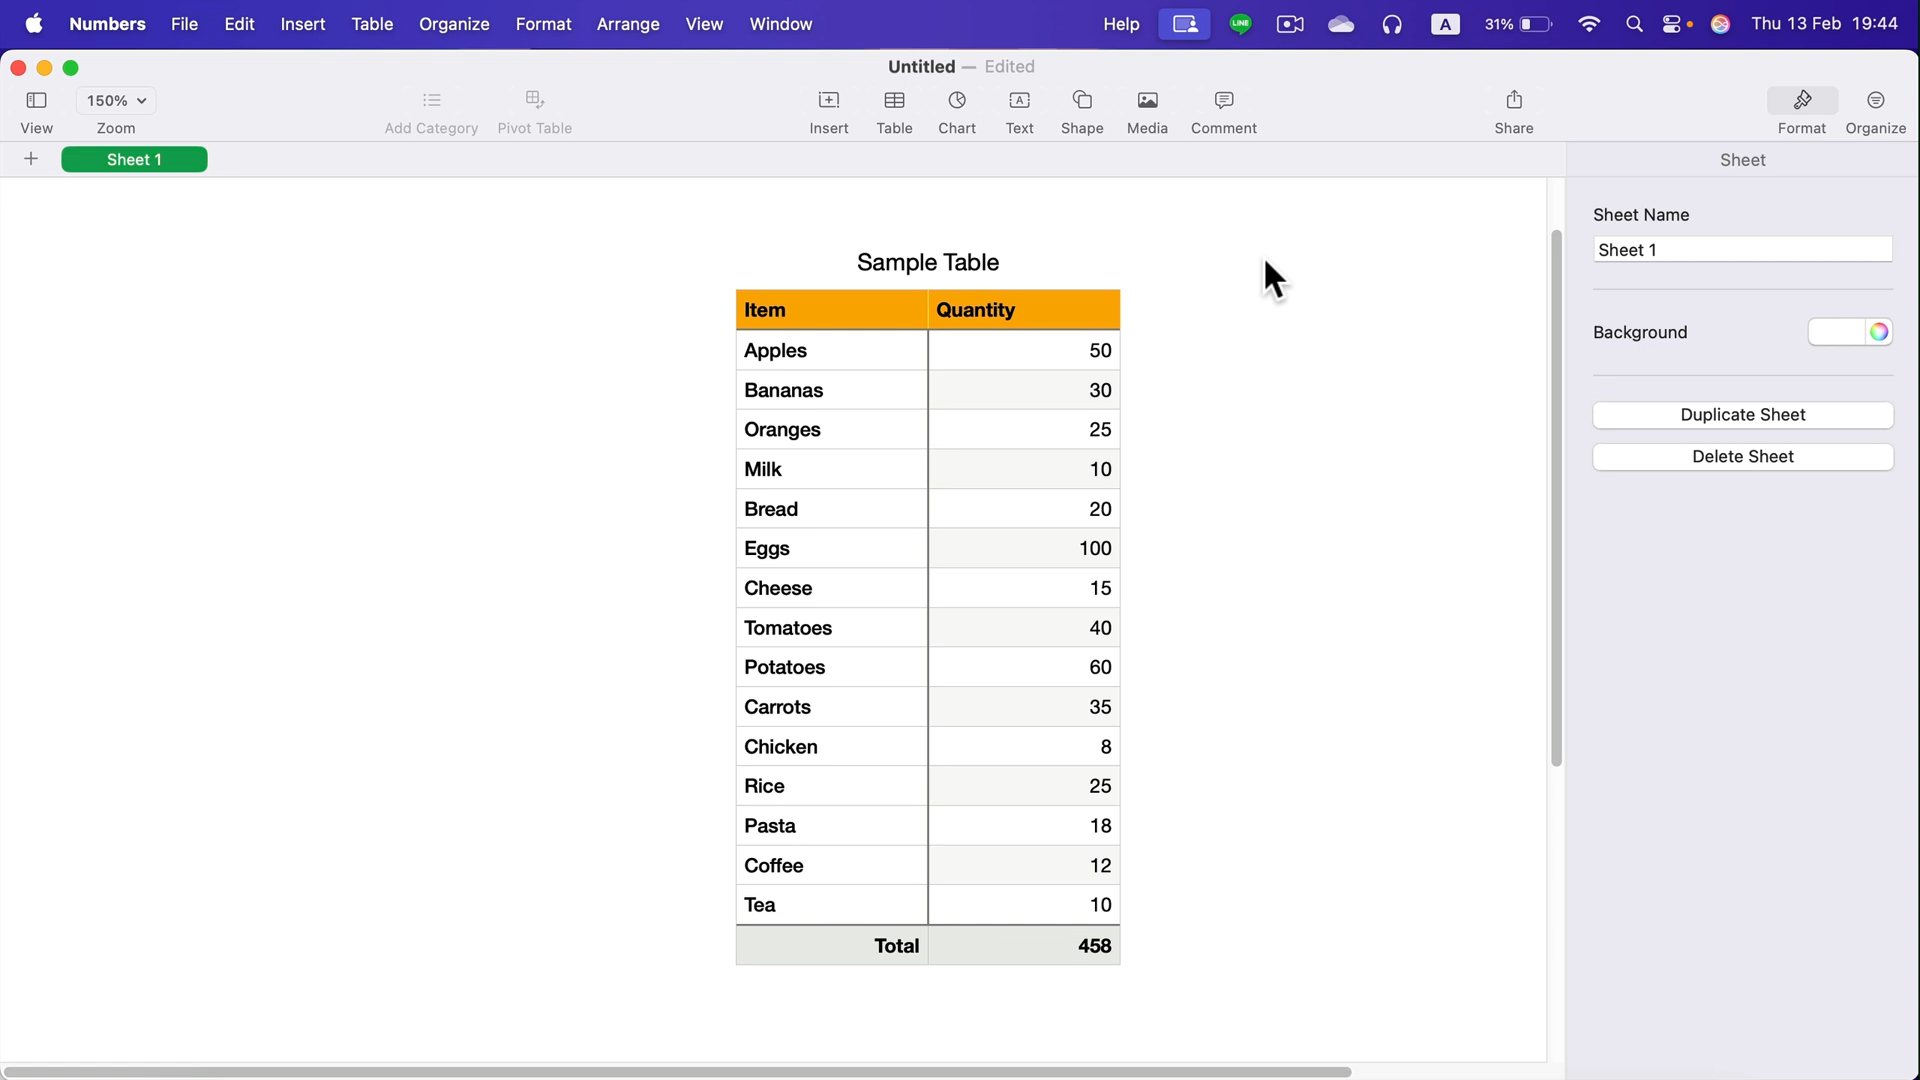 Numbers File Edit Insert Table Organize Format Arrange View Window Help LINE A 31% Thu 13 Feb 19:44
Untitled — Edited
150%
View Zoom Add Category Pivot Table Insert Table Chart Text Shape Media Comment Share Format Organize
Sheet 1
Sheet
Sheet Name
Sheet 1
Background
Duplicate Sheet
Delete Sheet
Sample Table
Item Quantity
Apples 50
Bananas 30
Oranges 25
Milk 10
Bread 20
Eggs 100
Cheese 15
Tomatoes 40
Potatoes 60
Carrots 35
Chicken 8
Rice 25
Pasta 18
Coffee 12
Tea 10
Total 458